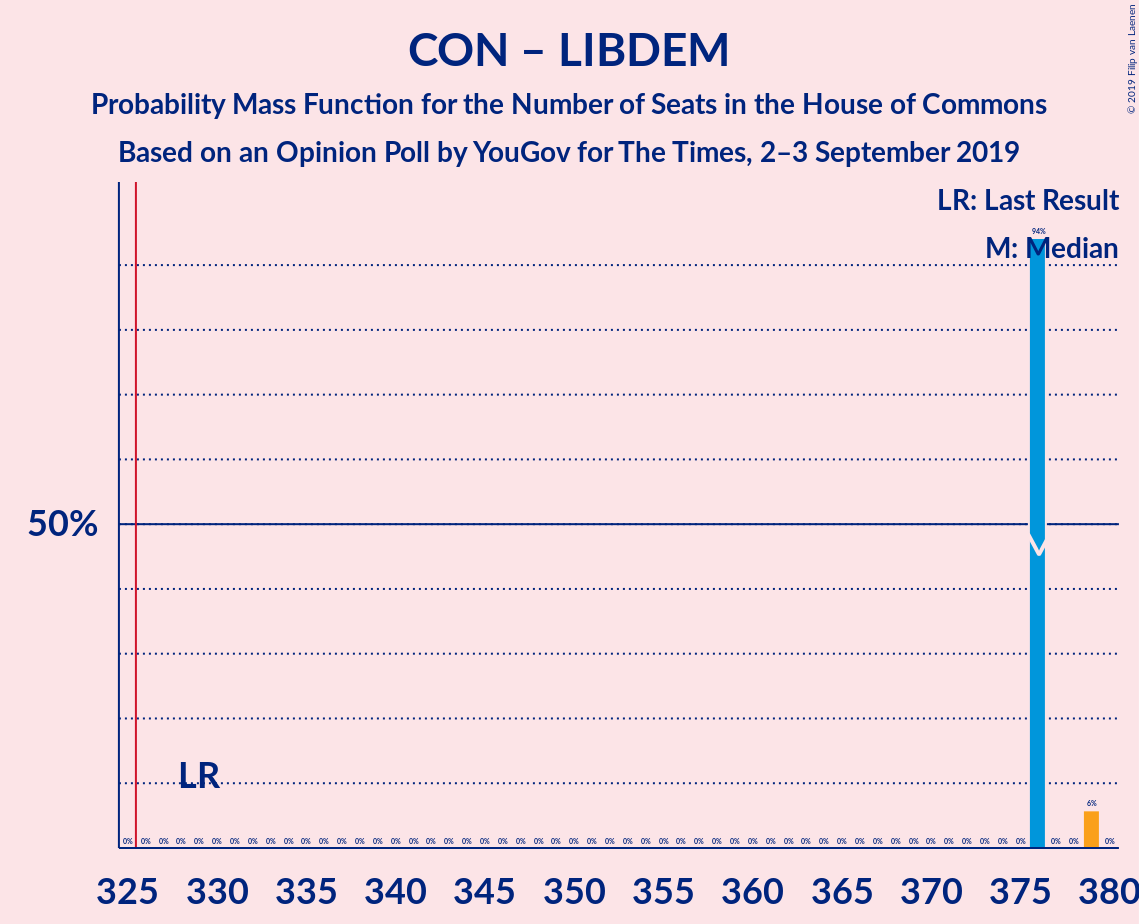 © 2019 Filip van Laenen
CON – LIBDEM
Probability Mass Function for the Number of Seats in the House of Commons
Based on an Opinion Poll by YouGov for The Times, 2–3 September 2019
LR: Last Result
94%
M: Median
50%
LR
6%
0% 0% 0% 0% 0% 0% 0% 0% 0% 0% 0% 0% 0% 0% 0% 0% 0% 0% 0% 0% 0% 0% 0% 0% 0% 0% 0% 0% 0% 0% 0% 0% 0% 0% 0% 0% 0% 0% 0% 0% 0% 0% 0% 0% 0% 0% 0% 0% 0% 0% 0% 0% 0% 0%
325 330 335 340 345 350 355 360 365 370 375 380